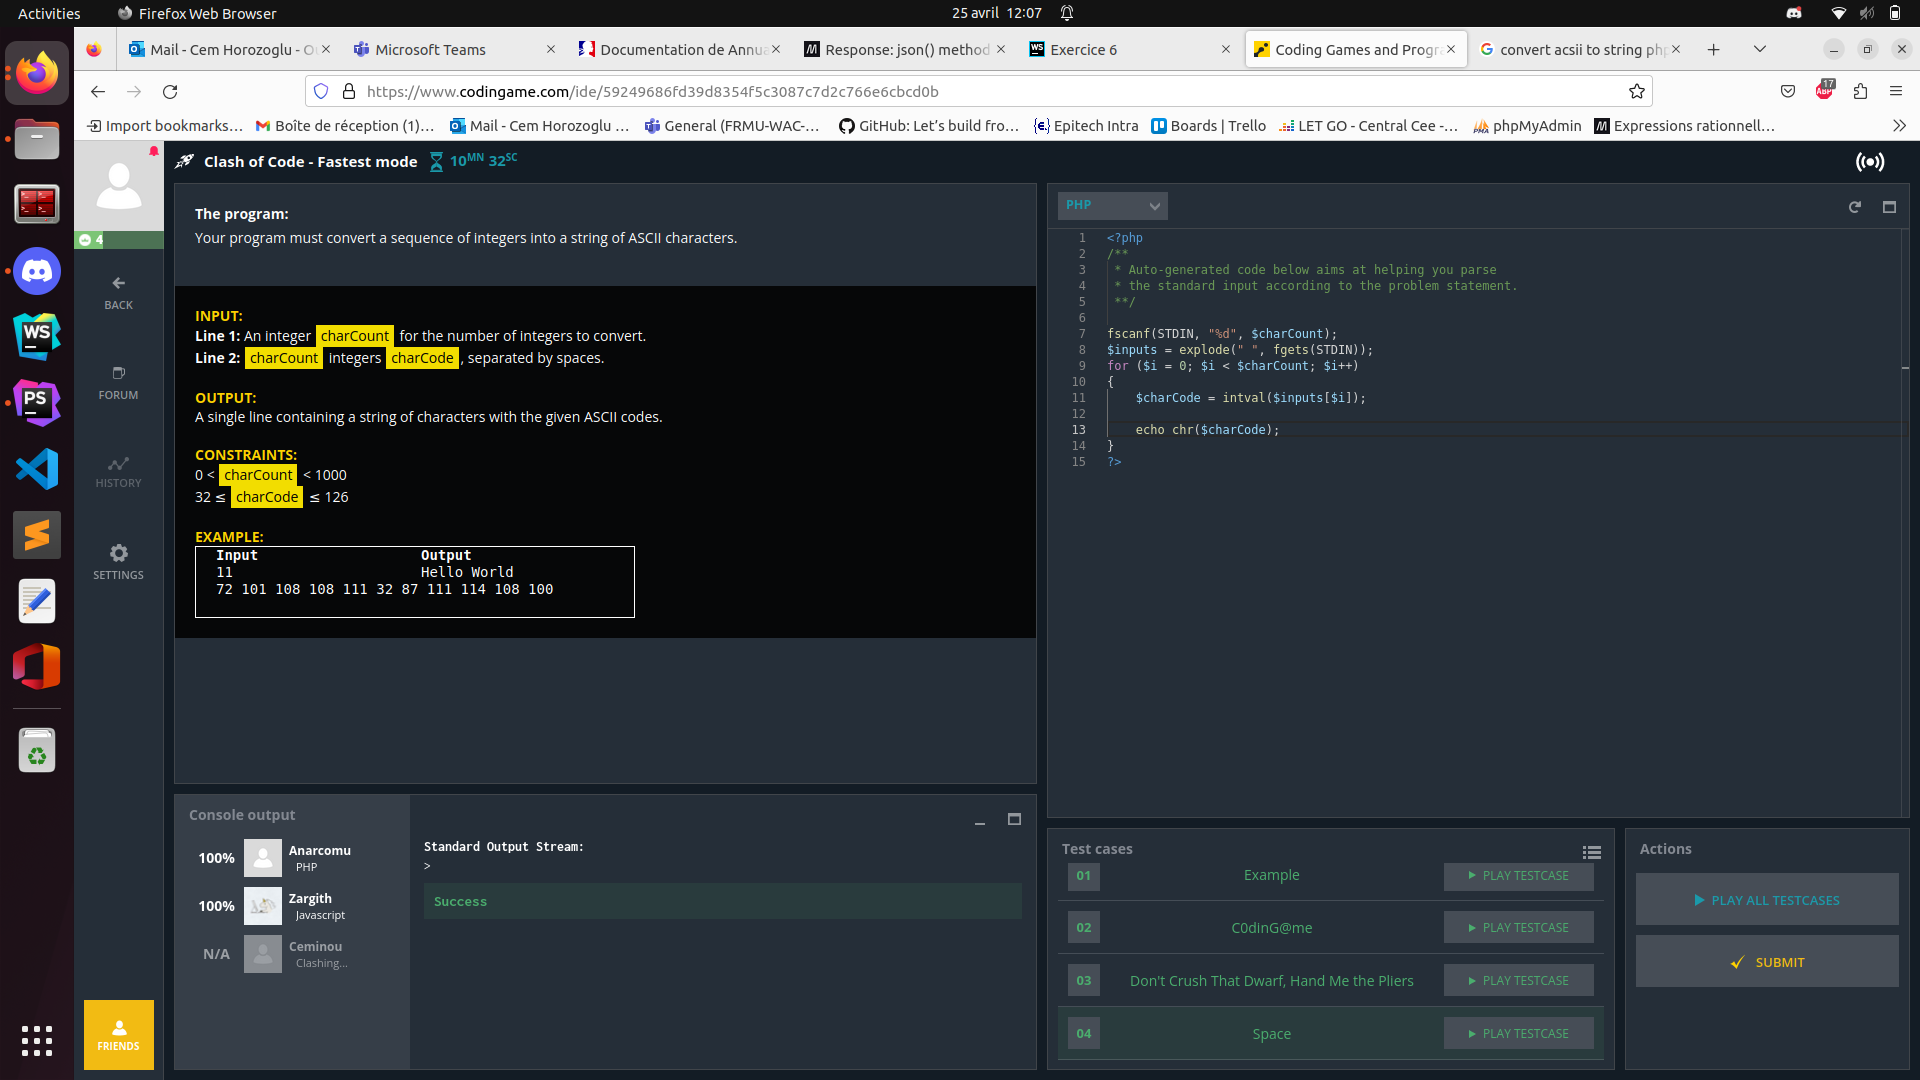 Activities
Firefox Web Browser
25 avril 12:07
Mail - Cem Horozoglu - O
Microsoft Teams
Documentation de Annua
Response: json() method
Exercice 6
Coding Games and Progra
convert acsii to string php
https://www.codingame.com/ide/59249686fd39d8354f5c3087c7d2c766e6cbcd0b
17
ABP
Import bookmarks...
Boîte de réception (1)...
Mail - Cem Horozoglu ...
General (FRMU-WAC-...
GitHub: Let's build fro...
Epitech Intra
Boards | Trello
LET GO - Central Cee -...
phpMyAdmin
Expressions rationnell...
Clash of Code - Fastest mode
10MN 32SC
4
BACK
FORUM
HISTORY
SETTINGS
FRIENDS
The program:
Your program must convert a sequence of integers into a string of ASCII characters.
INPUT:
Line 1: An integer charCount for the number of integers to convert.
Line 2: charCount integers charCode, separated by spaces.
OUTPUT:
A single line containing a string of characters with the given ASCII codes.
CONSTRAINTS:
0 < charCount < 1000
32 ≤ charCode ≤ 126
EXAMPLE:
Input Output
11 Hello World
72 101 108 108 111 32 87 111 114 108 100
PHP
1 <?php
2 /**
3 * Auto-generated code below aims at helping you parse
4 * the standard input according to the problem statement.
5 **/
6
7 fscanf(STDIN, "%d", $charCount);
8 $inputs = explode(" ", fgets(STDIN));
9 for ($i = 0; $i < $charCount; $i++)
10 {
11 $charCode = intval($inputs[$i]);
12
13 echo chr($charCode);
14 }
15 ?>
Console output
100% Anarcomu
PHP
100% Zargith
Javascript
N/A Ceminou
Clashing...
Standard Output Stream:
>
Success
Test cases
01 Example PLAY TESTCASE
02 C0dinG@me PLAY TESTCASE
03 Don't Crush That Dwarf, Hand Me the Pliers PLAY TESTCASE
04 Space PLAY TESTCASE
Actions
PLAY ALL TESTCASES
SUBMIT
WS
PS